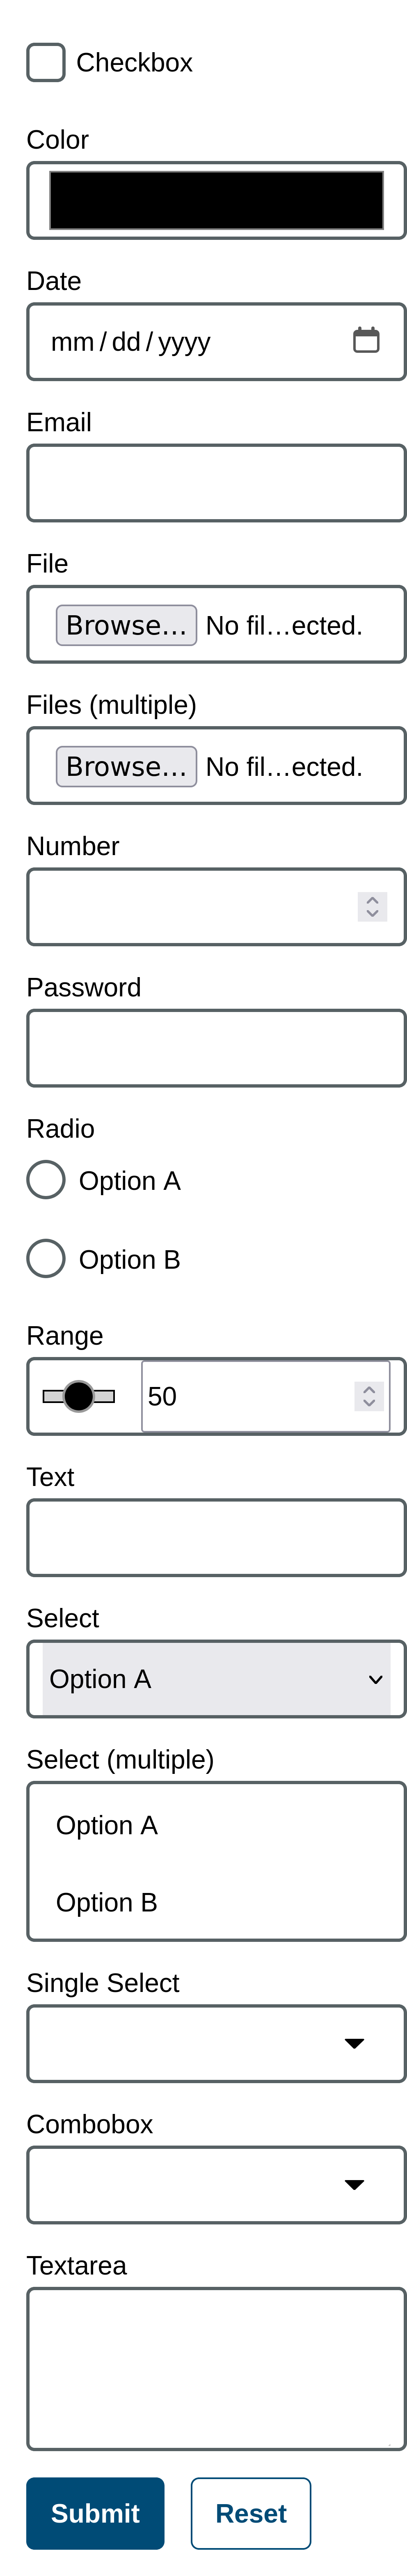 Checkbox
Color
Date
mm / dd / yyyy
Email
File
Browse... No fil…ected.
Files (multiple)
Browse... No fil…ected.
Number
Password
Radio
Option A
Option B
Range
50
Text
Select
Option A
Select (multiple)
Option A
Option B
Single Select
Combobox
Textarea
Submit Reset